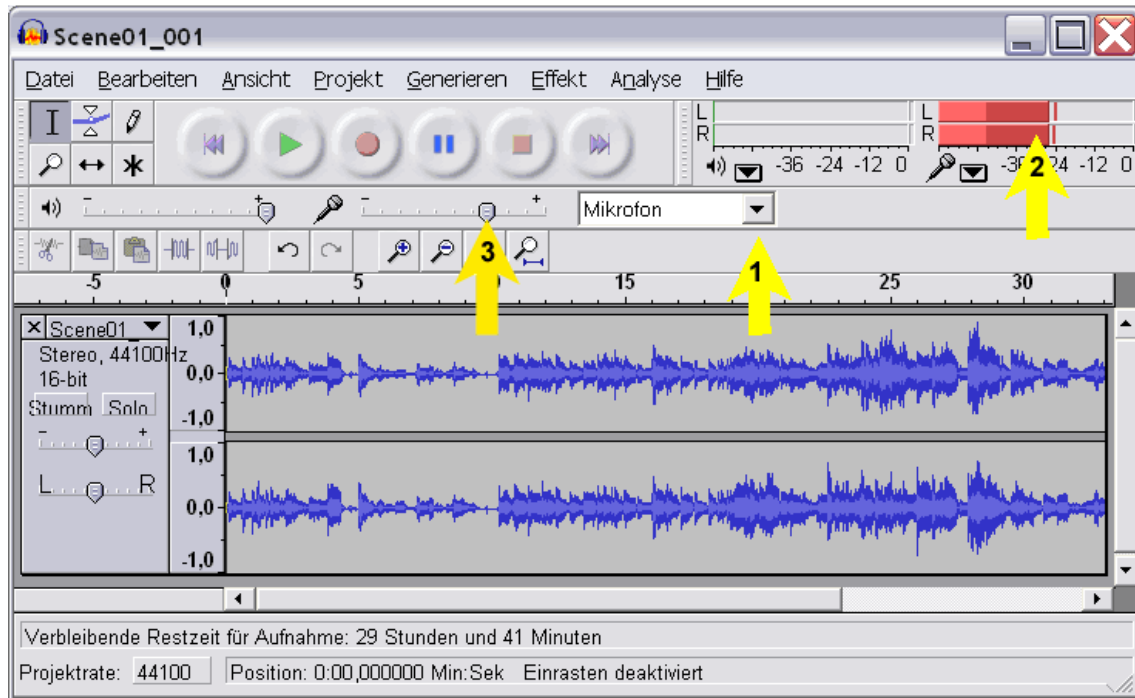 Scene01_001
Datei Bearbeiten Ansicht Projekt Generieren Effekt Analyse Hilfe
L
R
-36 -24 -12 0
L
R
-36 2 24 -12 0
- + - + Mikrofon
3
1
-5 0 5 15 25 30
Scene01_ 1,0
Stereo, 44100Hz
16-bit 0,0
Stumm Solo
-1,0
- +
1,0
L R
0,0
-1,0
Verbleibende Restzeit für Aufnahme: 29 Stunden und 41 Minuten
Projektrate: 44100 Position: 0:00,000000 Min:Sek Einrasten deaktiviert